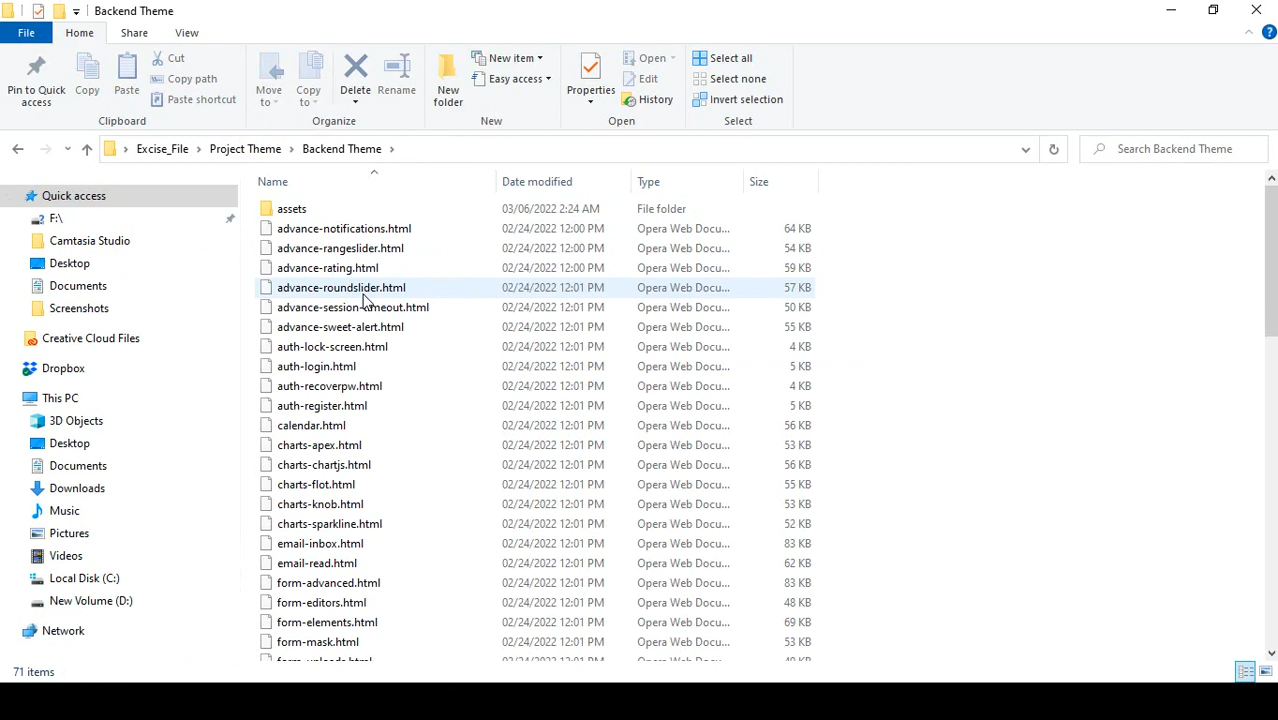 Backend Theme
File Home Share View
Pin to Quick access
Copy
Paste
Cut
Copy path
Paste shortcut
Clipboard
Move to
Copy to
Delete
Rename
Organize
New folder
New item
Easy access
New
Properties
Open
Edit
History
Open
Select all
Select none
Invert selection
Select
Excise_File Project Theme Backend Theme
Search Backend Theme
Quick access
F:\
Camtasia Studio
Desktop
Documents
Screenshots
Creative Cloud Files
Dropbox
This PC
3D Objects
Desktop
Documents
Downloads
Music
Pictures
Videos
Local Disk (C:)
New Volume (D:)
Network
Name Date modified Type Size
assets 03/06/2022 2:24 AM File folder
advance-notifications.html 02/24/2022 12:00 PM Opera Web Docu... 64 KB
advance-rangeslider.html 02/24/2022 12:00 PM Opera Web Docu... 54 KB
advance-rating.html 02/24/2022 12:00 PM Opera Web Docu... 59 KB
advance-roundslider.html 02/24/2022 12:01 PM Opera Web Docu... 57 KB
advance-session-timeout.html 02/24/2022 12:01 PM Opera Web Docu... 50 KB
advance-sweet-alert.html 02/24/2022 12:01 PM Opera Web Docu... 55 KB
auth-lock-screen.html 02/24/2022 12:01 PM Opera Web Docu... 4 KB
auth-login.html 02/24/2022 12:01 PM Opera Web Docu... 5 KB
auth-recoverpw.html 02/24/2022 12:01 PM Opera Web Docu... 4 KB
auth-register.html 02/24/2022 12:01 PM Opera Web Docu... 5 KB
calendar.html 02/24/2022 12:01 PM Opera Web Docu... 56 KB
charts-apex.html 02/24/2022 12:01 PM Opera Web Docu... 53 KB
charts-chartjs.html 02/24/2022 12:01 PM Opera Web Docu... 56 KB
charts-flot.html 02/24/2022 12:01 PM Opera Web Docu... 55 KB
charts-knob.html 02/24/2022 12:01 PM Opera Web Docu... 53 KB
charts-sparkline.html 02/24/2022 12:01 PM Opera Web Docu... 52 KB
email-inbox.html 02/24/2022 12:01 PM Opera Web Docu... 83 KB
email-read.html 02/24/2022 12:01 PM Opera Web Docu... 62 KB
form-advanced.html 02/24/2022 12:01 PM Opera Web Docu... 83 KB
form-editors.html 02/24/2022 12:01 PM Opera Web Docu... 48 KB
form-elements.html 02/24/2022 12:01 PM Opera Web Docu... 69 KB
form-mask.html 02/24/2022 12:01 PM Opera Web Docu... 53 KB
71 items